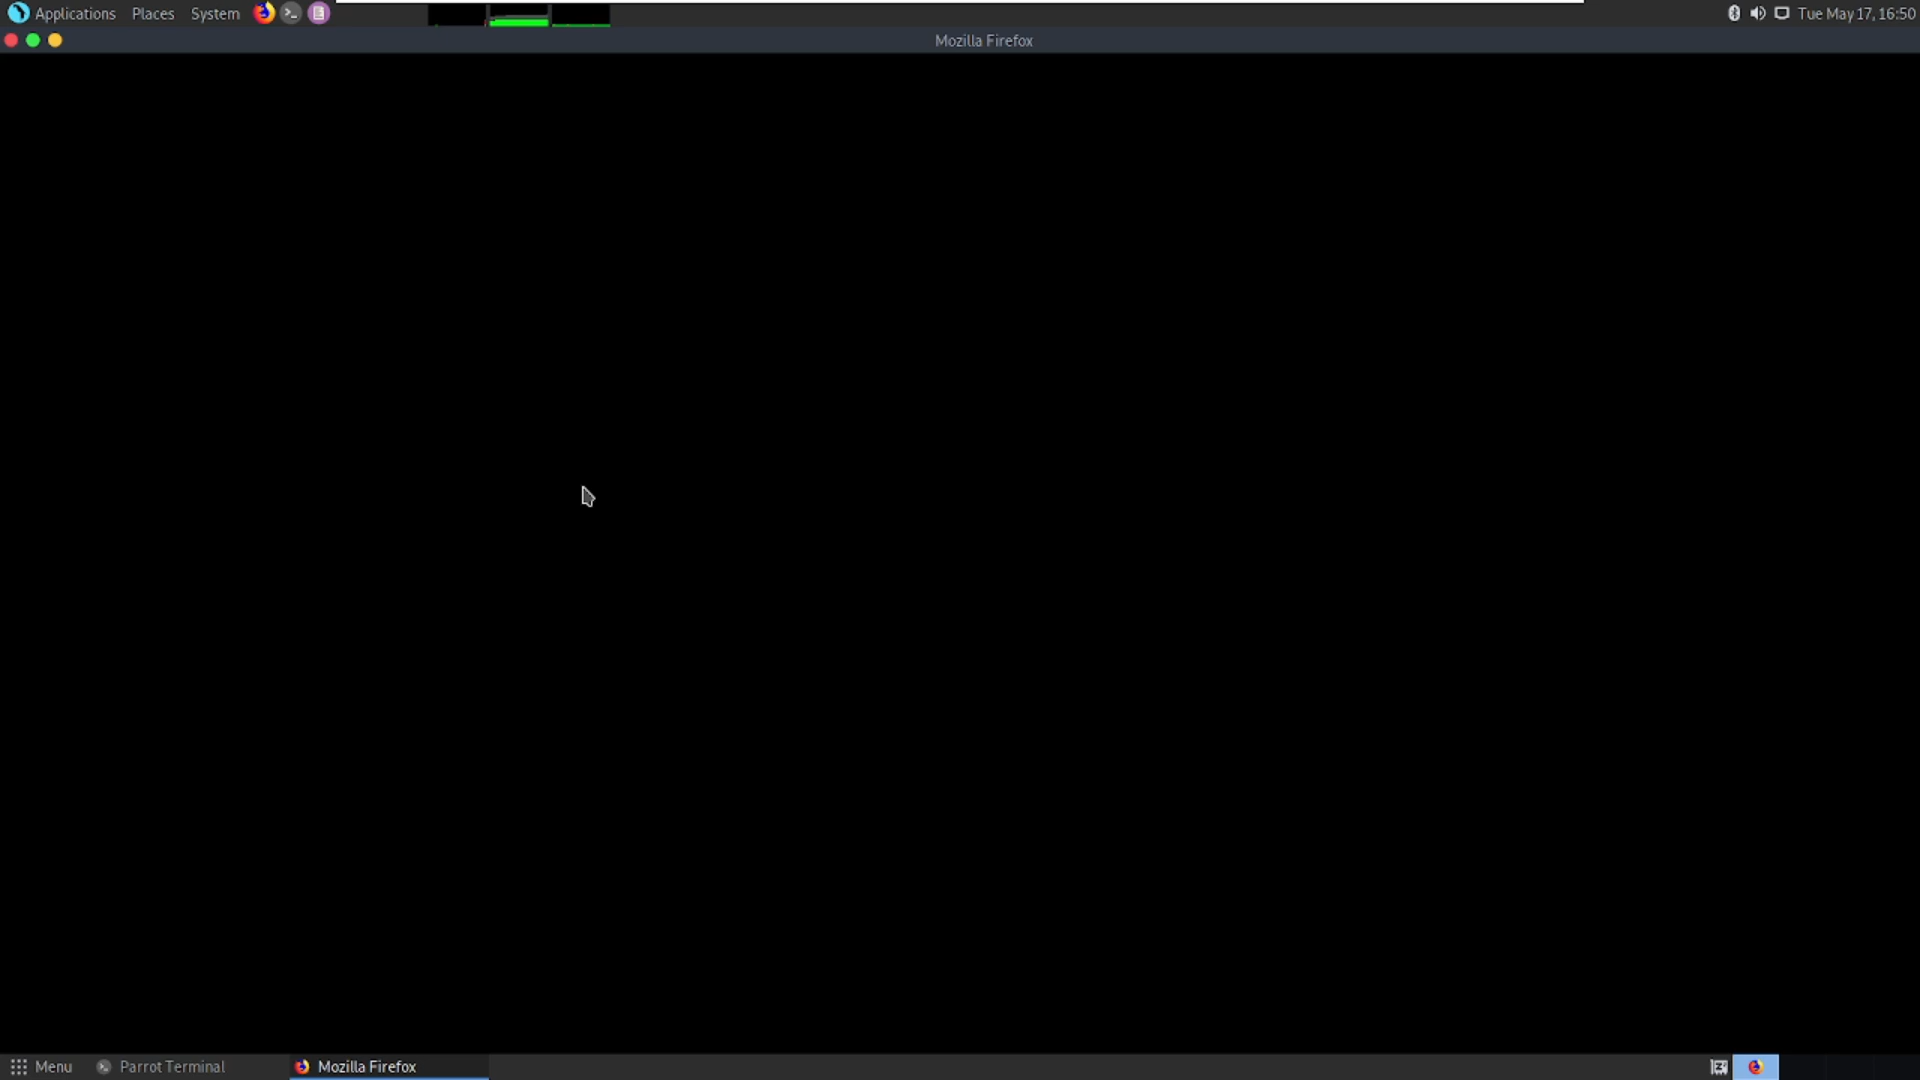 Applications Places System Tue May 17, 16:50
Mozilla Firefox
Menu Parrot Terminal Mozilla Firefox